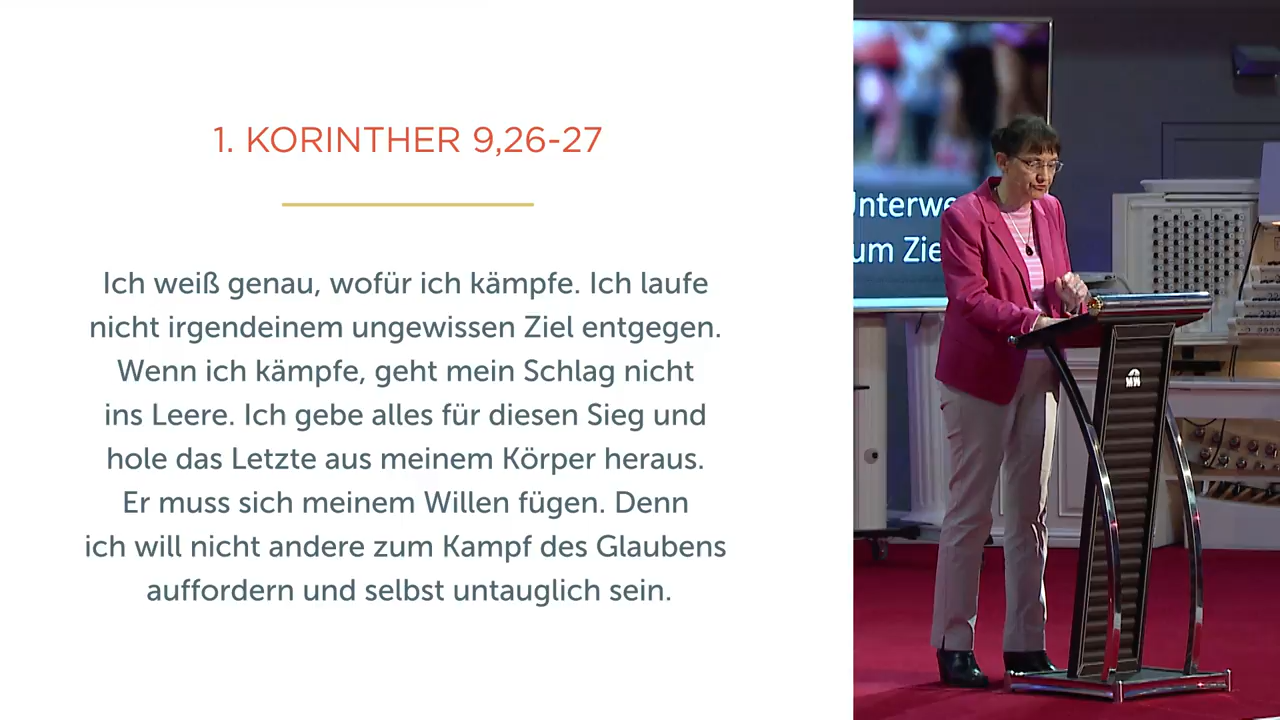 1. KORINTHER 9,26-27
Ich weiß genau, wofür ich kämpfe. Ich laufe
nicht irgendeinem ungewissen Ziel entgegen.
Wenn ich kämpfe, geht mein Schlag nicht
ins Leere. Ich gebe alles für diesen Sieg und
hole das Letzte aus meinem Körper heraus.
Er muss sich meinem Willen fügen. Denn
ich will nicht andere zum Kampf des Glaubens
auffordern und selbst untauglich sein.
Unterwe
um Zie
MW